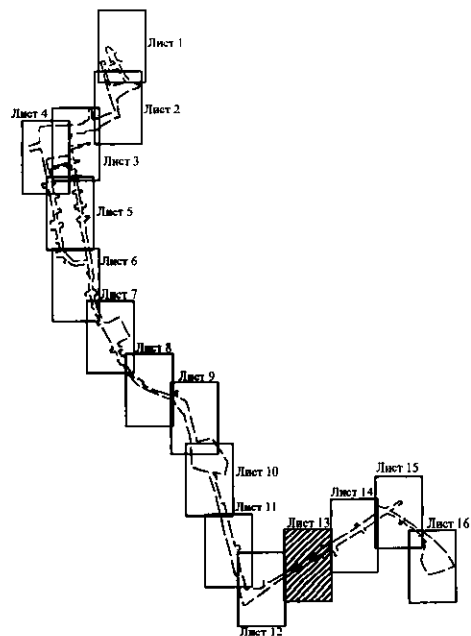 Лист 1
Лист 2
Лист 4
Лист 3
Лист 5
Лист 6
Лист 7
Лист 8
Лист 9
Лист 10
Лист 11
Лист 12
Лист 13
Лист 14
Лист 15
Лист 16